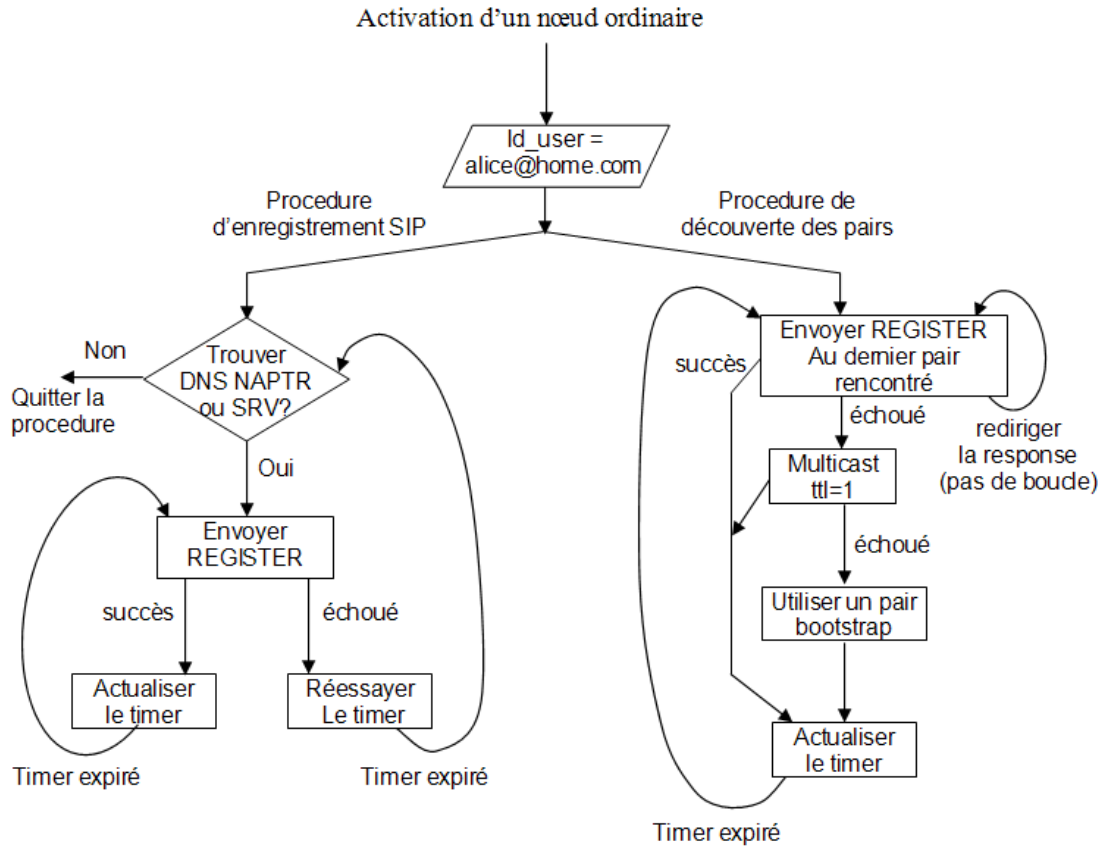 Activation d’un nœud ordinaire
Id_user =
alice@home.com
Procedure
d’enregistrement SIP
Procedure de
découverte des pairs
Non
Quitter la
procedure
Trouver
DNS NAPTR
ou SRV?
Oui
Envoyer
REGISTER
succès
échoué
Actualiser
le timer
Réessayer
Le timer
Timer expiré
Timer expiré
Envoyer REGISTER
Au dernier pair
rencontré
succès
échoué
rediriger
la response
(pas de boucle)
Multicast
ttl=1
échoué
Utiliser un pair
bootstrap
Actualiser
le timer
Timer expiré